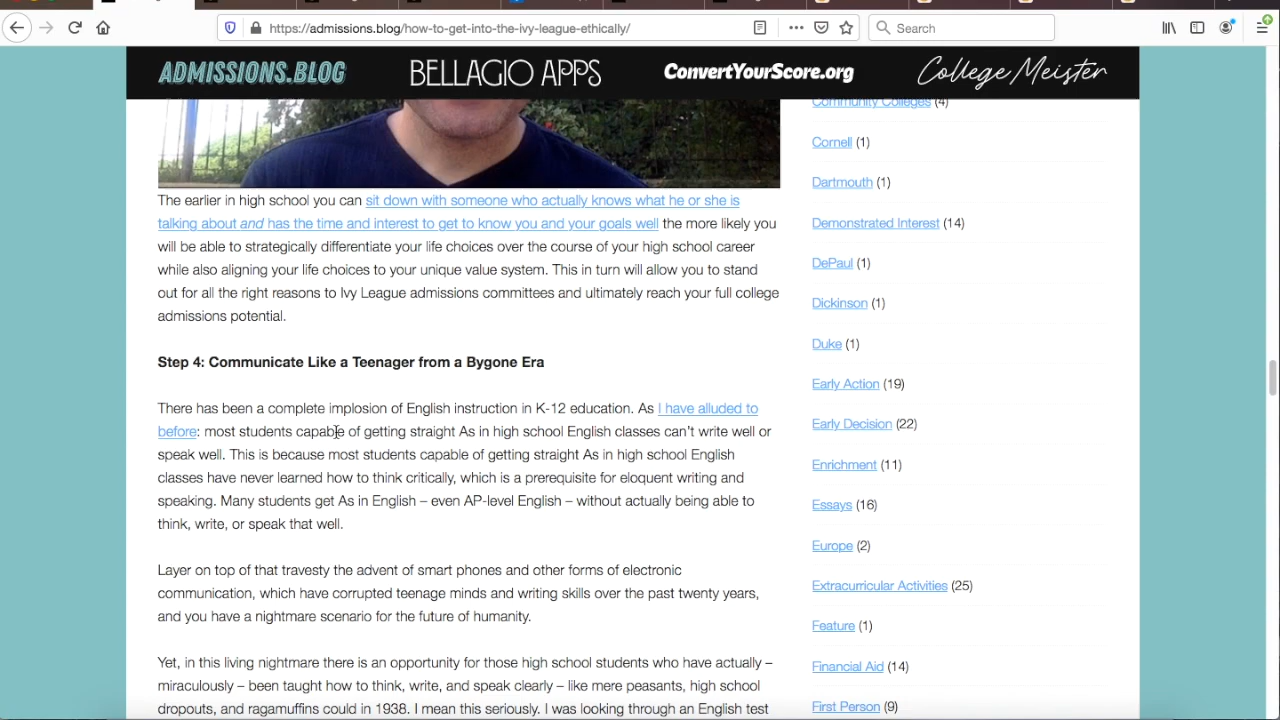 https://admissions.blog/how-to-get-into-the-ivy-league-ethically/
Search
ADMISSIONS.BLOG
BELLAGIO APPS
ConvertYourScore.org
College Meister
The earlier in high school you can sit down with someone who actually knows what he or she is
talking about and has the time and interest to get to know you and your goals well the more likely you
will be able to strategically differentiate your life choices over the course of your high school career
while also aligning your life choices to your unique value system. This in turn will allow you to stand
out for all the right reasons to Ivy League admissions committees and ultimately reach your full college
admissions potential.
Step 4: Communicate Like a Teenager from a Bygone Era
There has been a complete implosion of English instruction in K-12 education. As I have alluded to
before: most students capable of getting straight As in high school English classes can’t write well or
speak well. This is because most students capable of getting straight As in high school English
classes have never learned how to think critically, which is a prerequisite for eloquent writing and
speaking. Many students get As in English – even AP-level English – without actually being able to
think, write, or speak that well.
Layer on top of that travesty the advent of smart phones and other forms of electronic
communication, which have corrupted teenage minds and writing skills over the past twenty years,
and you have a nightmare scenario for the future of humanity.
Yet, in this living nightmare there is an opportunity for those high school students who have actually –
miraculously – been taught how to think, write, and speak clearly – like mere peasants, high school
dropouts, and ragamuffins could in 1938. I mean this seriously. I was looking through an English test
Community Colleges (4)
Cornell (1)
Dartmouth (1)
Demonstrated Interest (14)
DePaul (1)
Dickinson (1)
Duke (1)
Early Action (19)
Early Decision (22)
Enrichment (11)
Essays (16)
Europe (2)
Extracurricular Activities (25)
Feature (1)
Financial Aid (14)
First Person (9)